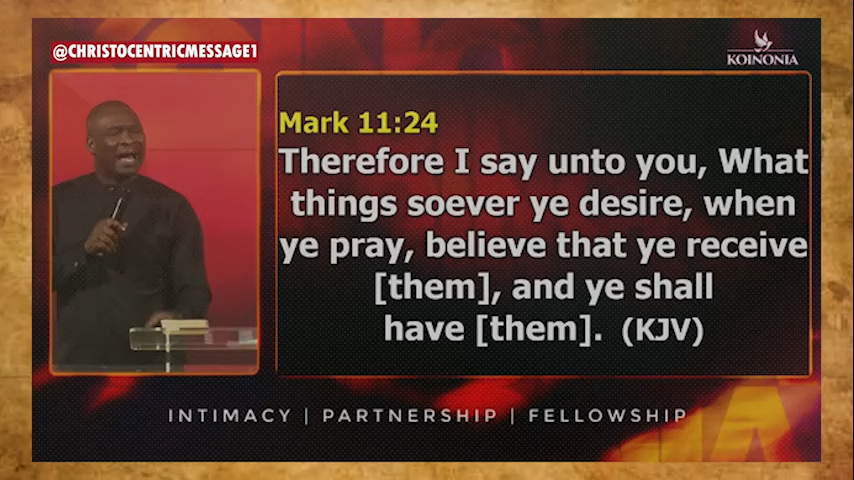 @CHRISTOCENTRICMESSAGE1
KOINONIA
Mark 11:24
Therefore I say unto you, What
things soever ye desire, when
ye pray, believe that ye receive
[them], and ye shall
have [them]. (KJV)
INTIMACY | PARTNERSHIP | FELLOWSHIP